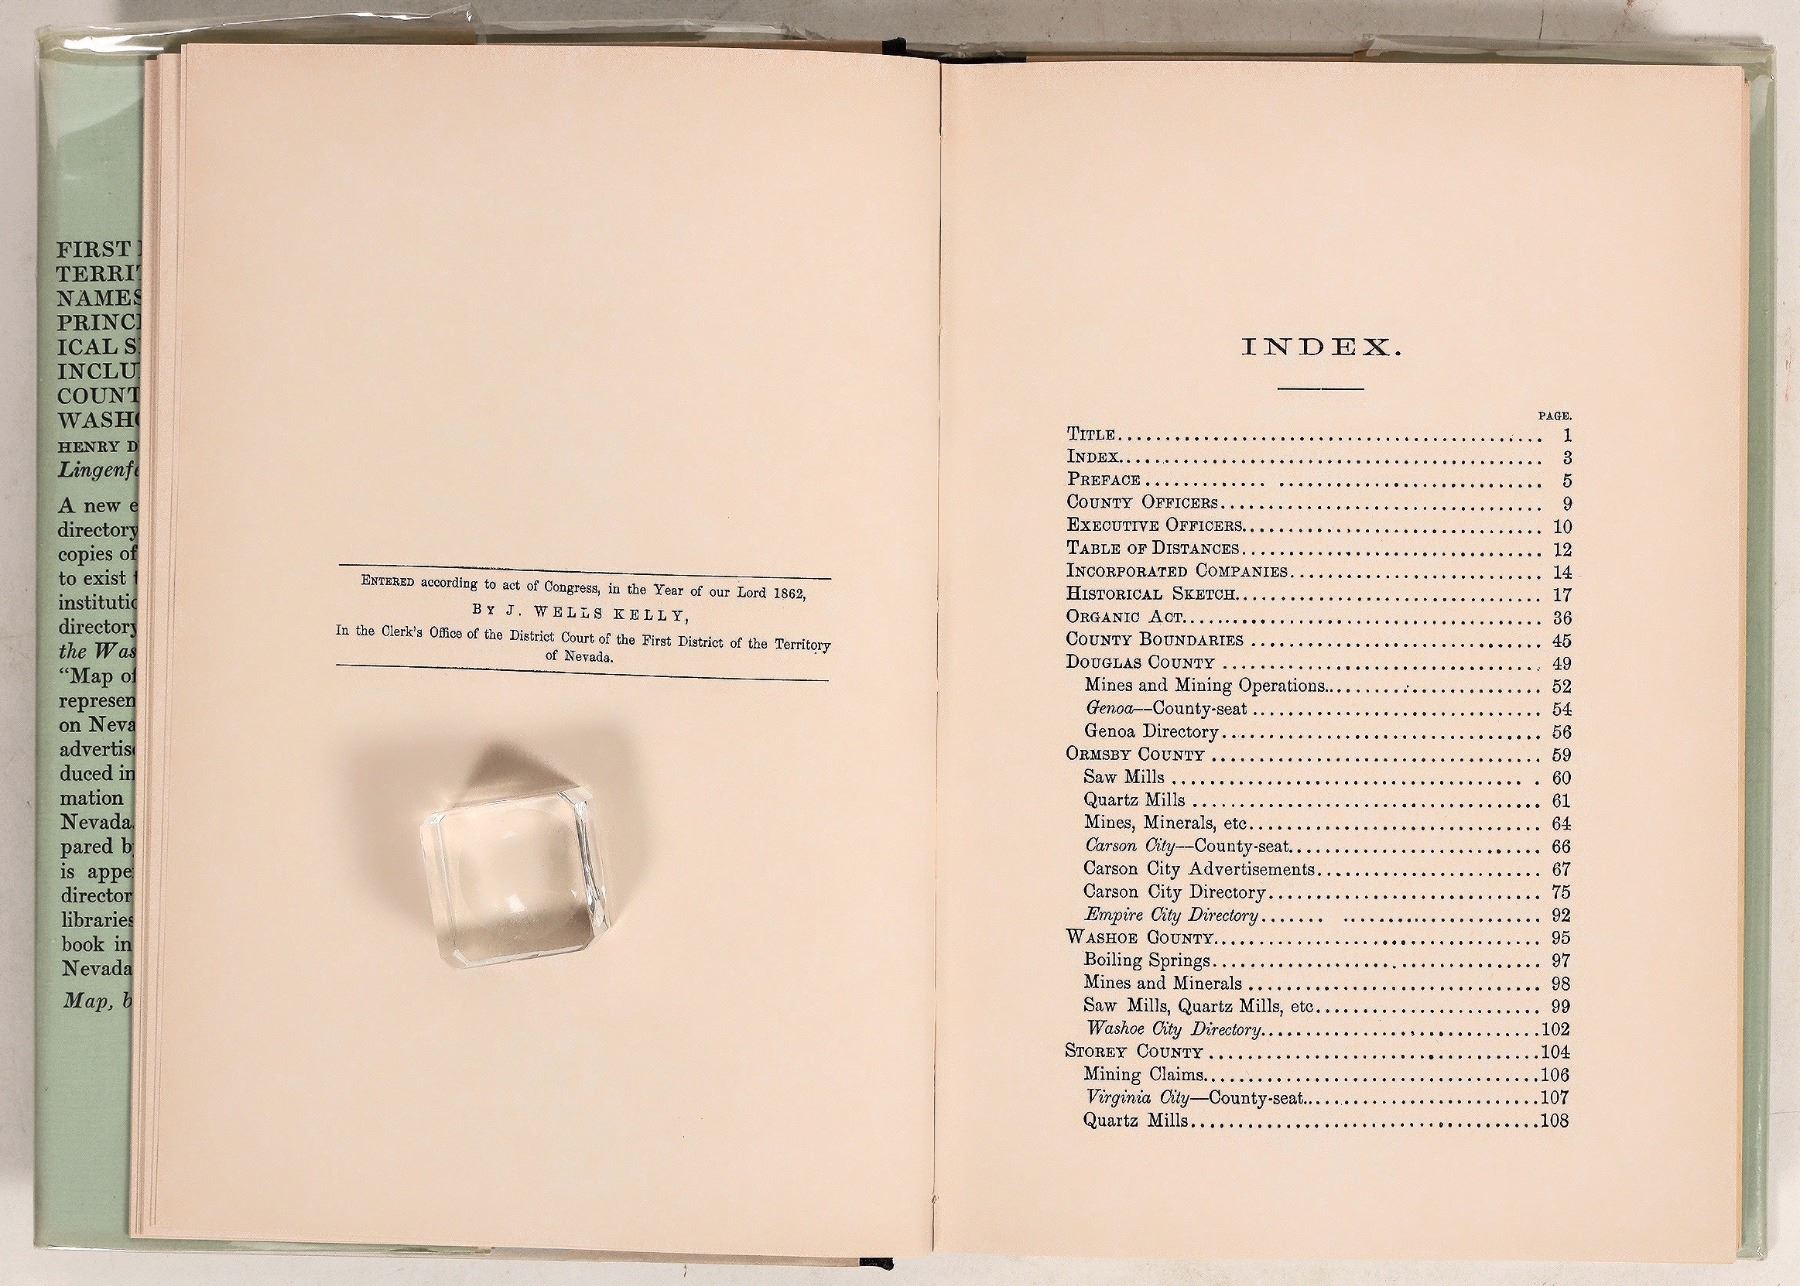 FIRST
TERRI
NAMES
PRINC
ICAL S
INCLU
COUNT
WASH
HENRY D
Lingenf
A new e
directory
copies of
to exist
institutio
directory
the Was
“Map of
represen
on Neva
advertis
duced in
mation
Nevada.
pared b
is appe
director
libraries
book in
Nevada
Map, b
ENTERED according to act of Congress, in the Year of our Lord 1862,
BY J. WELLS KELLY,
In the Clerk's Office of the District Court of the First District of the Territory
of Nevada.
INDEX.
PAGE.
TITLE.......................................... 1
INDEX.......................................... 3
PREFACE ............. ............................ 5
COUNTY OFFICERS.................................. 9
EXECUTIVE OFFICERS................................ 10
TABLE OF DISTANCES................................ 12
INCORPORATED COMPANIES............................ 14
HISTORICAL SKETCH................................. 17
ORGANIC ACT....................................... 36
COUNTY BOUNDARIES ................................ 45
DOUGLAS COUNTY ................................... 49
Mines and Mining Operations....................... 52
Genoa—County-seat ................................ 54
Genoa Directory................................... 56
ORMSBY COUNTY .................................... 59
Saw Mills ........................................ 60
Quartz Mills ..................................... 61
Mines, Minerals, etc.............................. 64
Carson City—County-seat........................... 66
Carson City Advertisements........................ 67
Carson City Directory............................. 75
Empire City Directory....... ..................... 92
WASHOE COUNTY..................................... 95
Boiling Springs................................... 97
Mines and Minerals ............................... 98
Saw Mills, Quartz Mills, etc...................... 99
Washoe City Directory.............................102
STOREY COUNTY ....................................104
Mining Claims.....................................106
Virginia City—County-seat.........................107
Quartz Mills......................................108